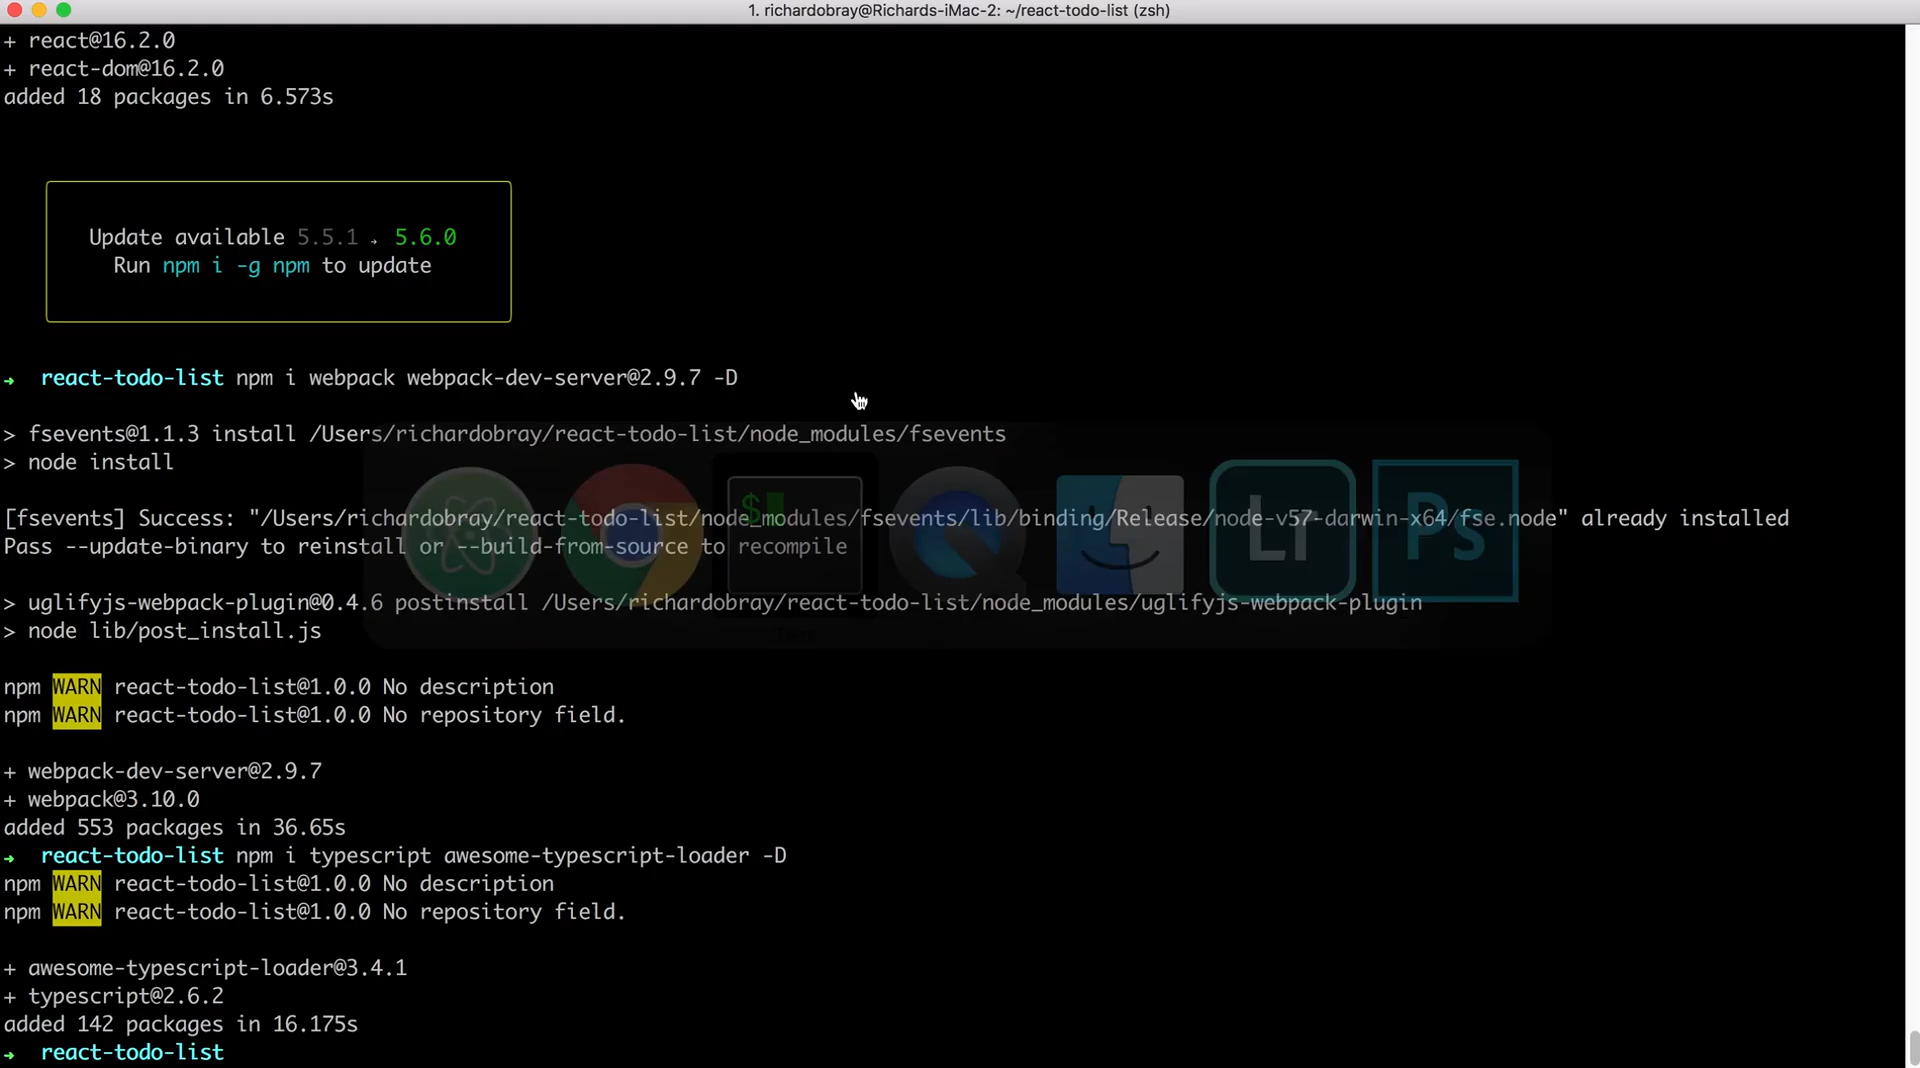 1. richardobray@Richards-iMac-2: ~/react-todo-list (zsh)
+ react@16.2.0
+ react-dom@16.2.0
added 18 packages in 6.573s
Update available 5.5.1 → 5.6.0
Run npm i -g npm to update
→ react-todo-list npm i webpack webpack-dev-server@2.9.7 -D
> fsevents@1.1.3 install /Users/richardobray/react-todo-list/node_modules/fsevents
> node install
[fsevents] Success: "/Users/richardobray/react-todo-list/node_modules/fsevents/lib/binding/Release/node-v57-darwin-x64/fse.node" already installed
Pass --update-binary to reinstall or --build-from-source to recompile
> uglifyjs-webpack-plugin@0.4.6 postinstall /Users/richardobray/react-todo-list/node_modules/uglifyjs-webpack-plugin
> node lib/post_install.js
npm WARN react-todo-list@1.0.0 No description
npm WARN react-todo-list@1.0.0 No repository field.
+ webpack-dev-server@2.9.7
+ webpack@3.10.0
added 553 packages in 36.65s
→ react-todo-list npm i typescript awesome-typescript-loader -D
npm WARN react-todo-list@1.0.0 No description
npm WARN react-todo-list@1.0.0 No repository field.
+ awesome-typescript-loader@3.4.1
+ typescript@2.6.2
added 142 packages in 16.175s
→ react-todo-list
$
Lr
Ps